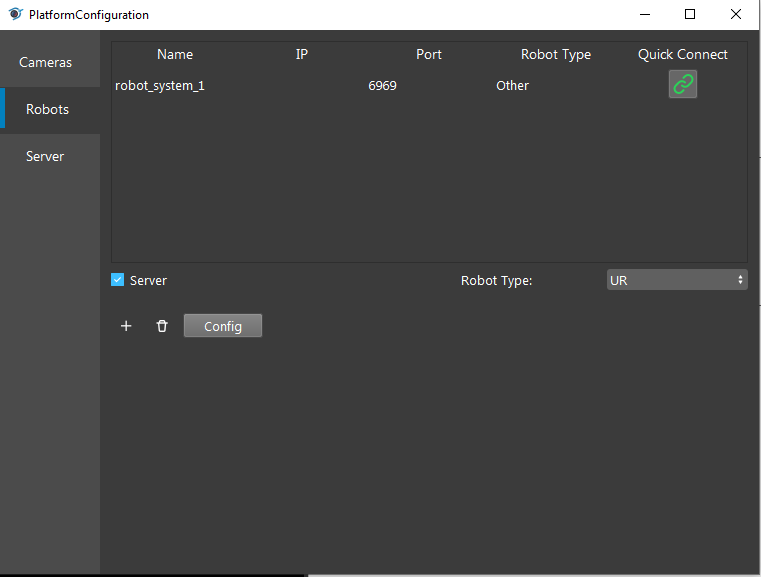 PlatformConfiguration
Cameras
Robots
Server
Name IP Port Robot Type Quick Connect
robot_system_1 6969 Other
Server Robot Type: UR
Config